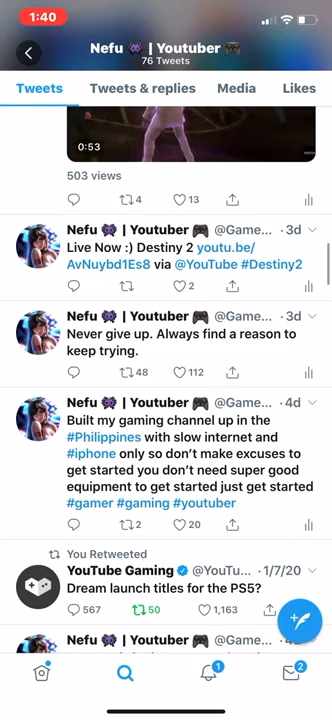 1:40
Nefu 👾 | Youtuber 🎮
76 Tweets
Tweets Tweets & replies Media Likes
0:53
503 views
4 13
Nefu 👾 | Youtuber 🎮 @Game... · 3d
Live Now :) Destiny 2 youtu.be/
AvNuybd1Es8 via @YouTube #Destiny2
2
Nefu 👾 | Youtuber 🎮 @Game... · 3d
Never give up. Always find a reason to
keep trying.
48 112
Nefu 👾 | Youtuber 🎮 @Game... · 4d
Built my gaming channel up in the
#Philippines with slow internet and
#iphone only so don't make excuses to
get started you don't need super good
equipment to get started just get started
#gamer #gaming #youtuber
2 20
You Retweeted
YouTube Gaming @YouTu... · 1/7/20
Dream launch titles for the PS5?
567 50 1,163
Nefu 👾 | Youtuber 🎮 @Game...
1 2